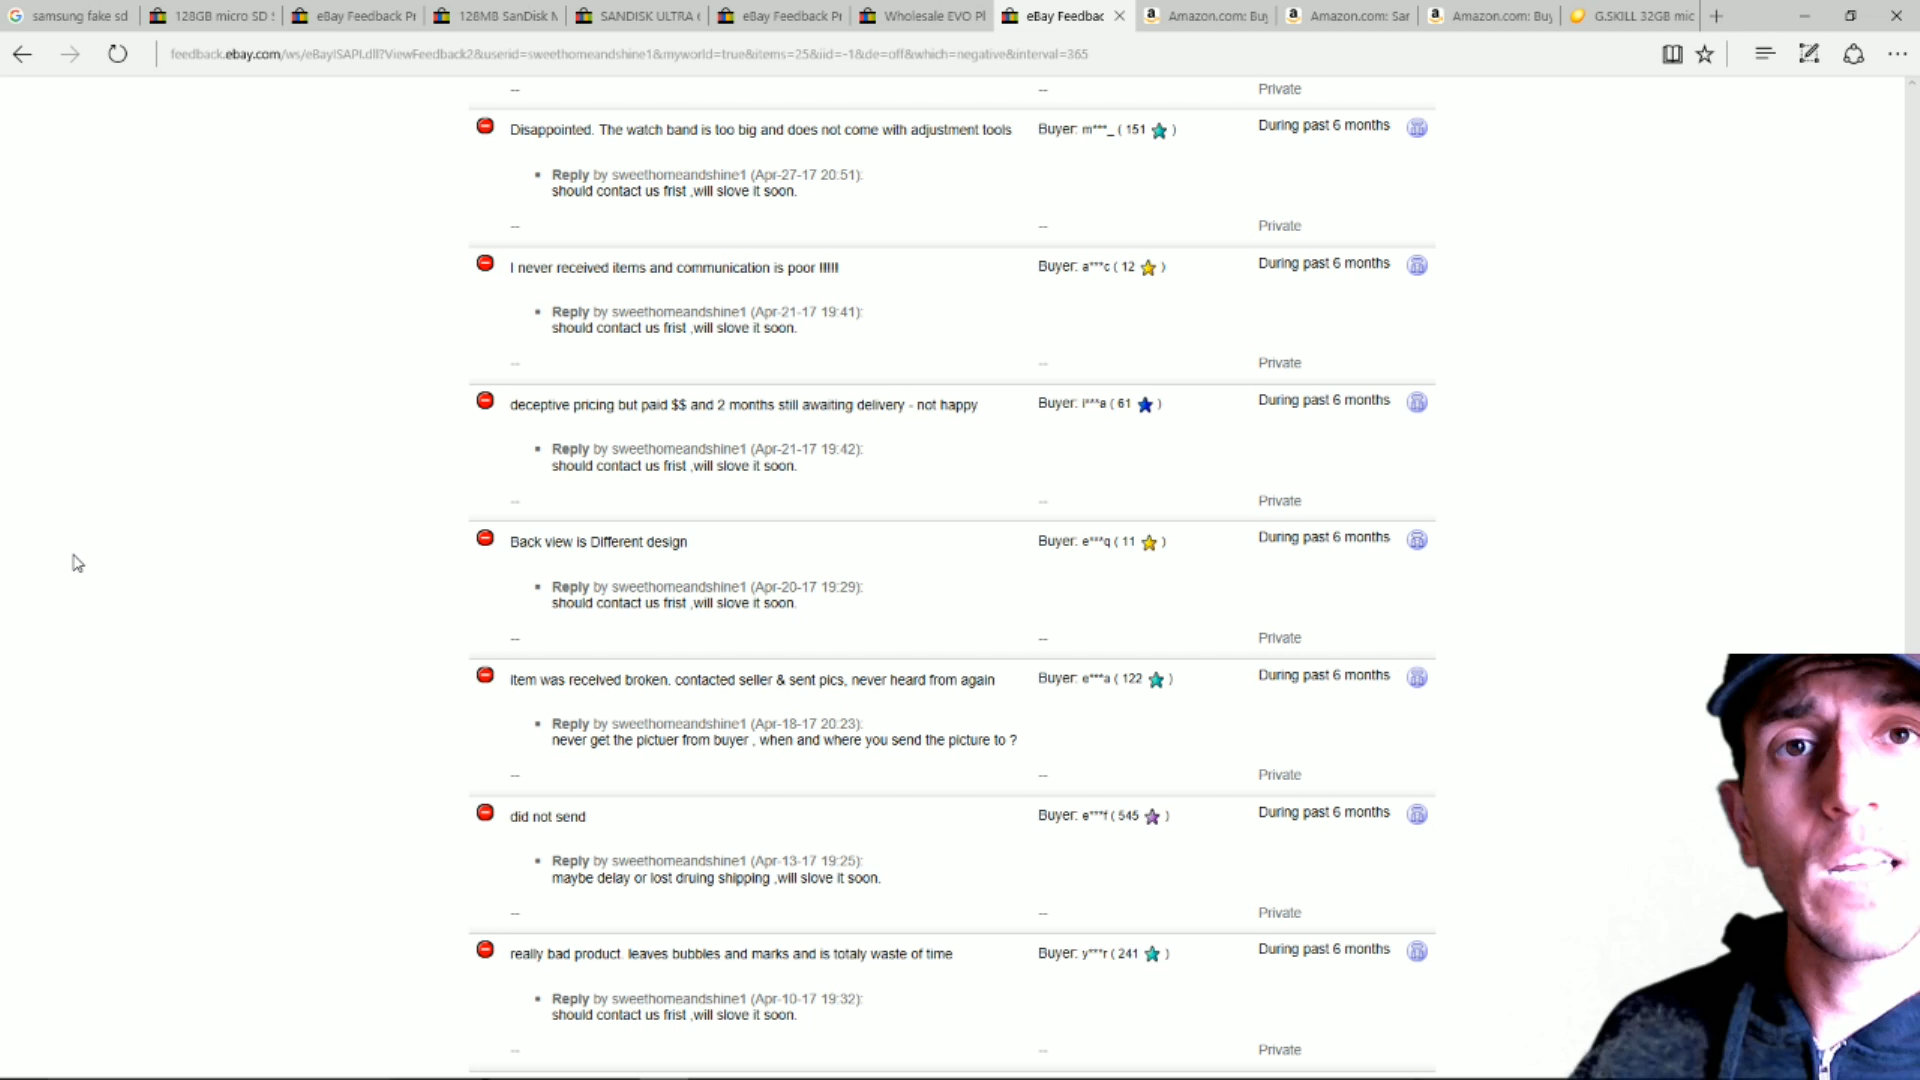 samsung fake sd
128GB micro SD
eBay Feedback Pr
128MB SanDisk M
SANDISK ULTRA
eBay Feedback Pr
Wholesale EVO Pl
eBay Feedbac
Amazon.com: Buy
Amazon.com: Sar
Amazon.com: Buy
G.SKILL 32GB mic
feedback.ebay.com/ws/eBayISAPI.dll?ViewFeedback2&userid=sweethomeandshine1&myworld=true&items=25&iid=-1&de=off&which=negative&interval=365
-- -- Private
Disappointed. The watch band is too big and does not come with adjustment tools Buyer: m***_ ( 151 ) During past 6 months
Reply by sweethomeandshine1 (Apr-27-17 20:51):
should contact us frist ,will slove it soon.
-- -- Private
I never received items and communication is poor !!!!!! Buyer: a***c ( 12 ) During past 6 months
Reply by sweethomeandshine1 (Apr-21-17 19:41):
should contact us frist ,will slove it soon.
-- -- Private
deceptive pricing but paid $$ and 2 months still awaiting delivery - not happy Buyer: i***a ( 61 ) During past 6 months
Reply by sweethomeandshine1 (Apr-21-17 19:42):
should contact us frist ,will slove it soon.
-- -- Private
Back view is Different design Buyer: e***q ( 11 ) During past 6 months
Reply by sweethomeandshine1 (Apr-20-17 19:29):
should contact us frist ,will slove it soon.
-- -- Private
Item was received broken. contacted seller & sent pics, never heard from again Buyer: e***a ( 122 ) During past 6 months
Reply by sweethomeandshine1 (Apr-18-17 20:23):
never get the pictuer from buyer , when and where you send the picture to ?
-- -- Private
did not send Buyer: e***f ( 545 ) During past 6 months
Reply by sweethomeandshine1 (Apr-13-17 19:25):
maybe delay or lost druing shipping ,will slove it soon.
-- -- Private
really bad product. leaves bubbles and marks and is totaly waste of time Buyer: y***r ( 241 ) During past 6 months
Reply by sweethomeandshine1 (Apr-10-17 19:32):
should contact us frist ,will slove it soon.
-- -- Private